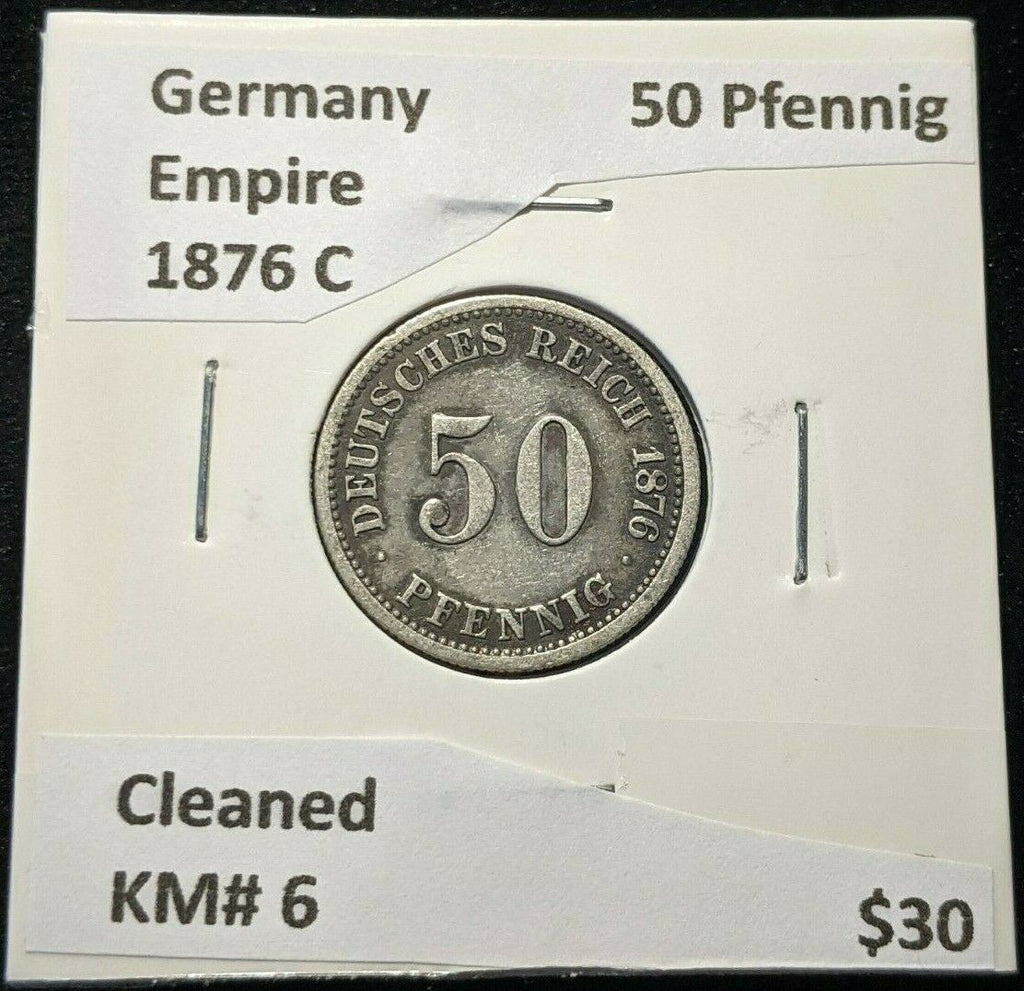 Germany
50 Pfennig
Empire
1876 C
DEUTSCHES REICH 1876
50
· PFENNIG ·
Cleaned
KM# 6
$30